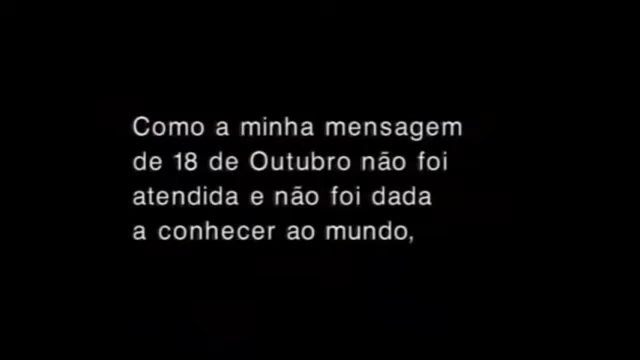 Como a minha mensagem
de 18 de Outubro não foi
atendida e não foi dada
a conhecer ao mundo,